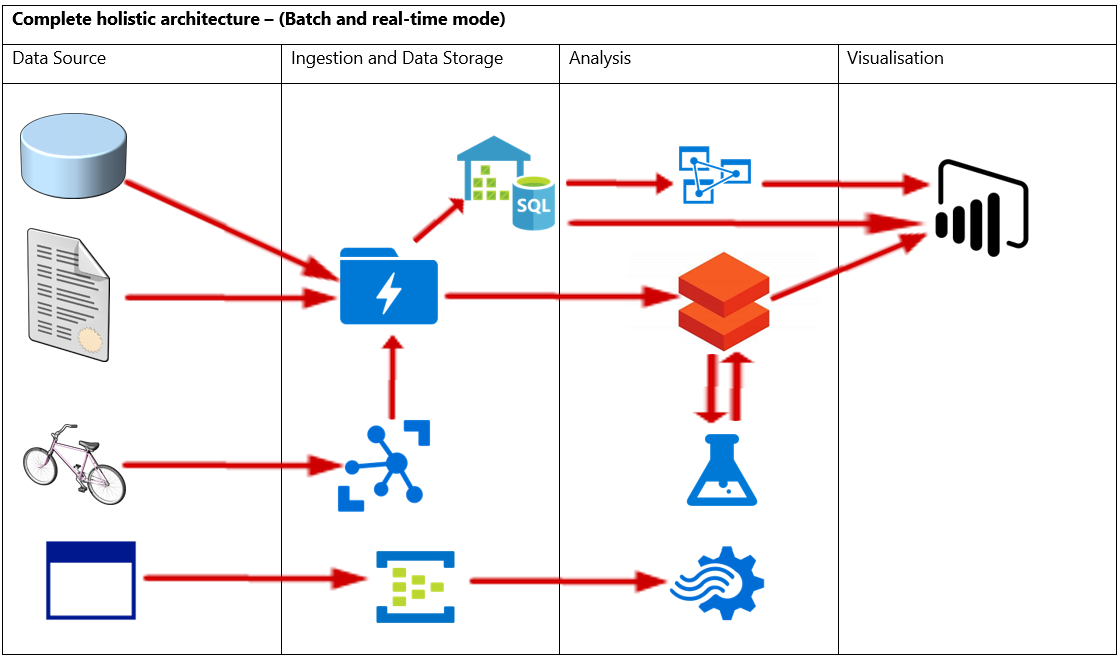 Complete holistic architecture – (Batch and real-time mode)
Data Source
Ingestion and Data Storage
Analysis
Visualisation
SQL